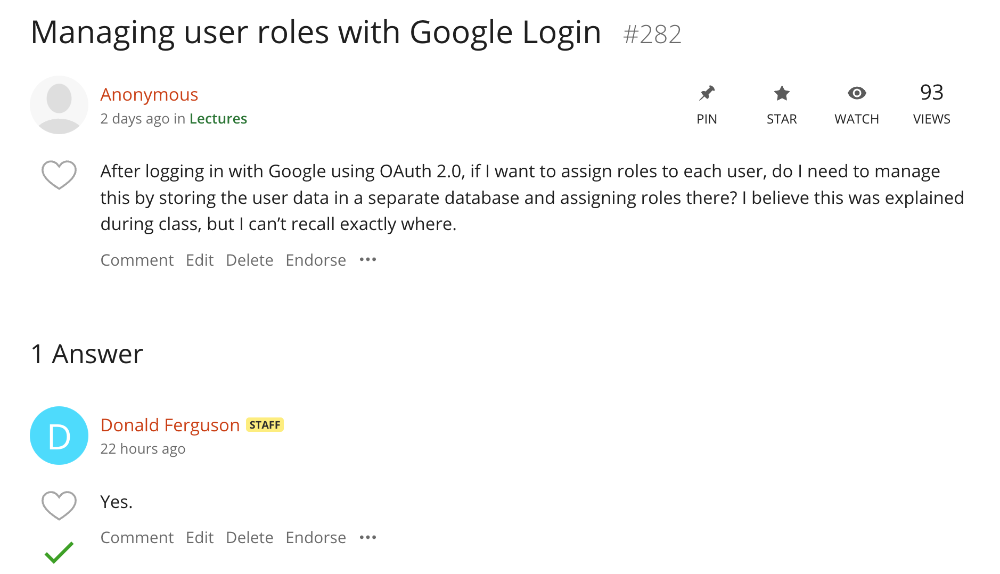 Managing user roles with Google Login #282
Anonymous
2 days ago in Lectures
PIN
STAR
WATCH
93
VIEWS
After logging in with Google using OAuth 2.0, if I want to assign roles to each user, do I need to manage
this by storing the user data in a separate database and assigning roles there? I believe this was explained
during class, but I can’t recall exactly where.
Comment Edit Delete Endorse ···
1 Answer
D
Donald Ferguson STAFF
22 hours ago
Yes.
Comment Edit Delete Endorse ···